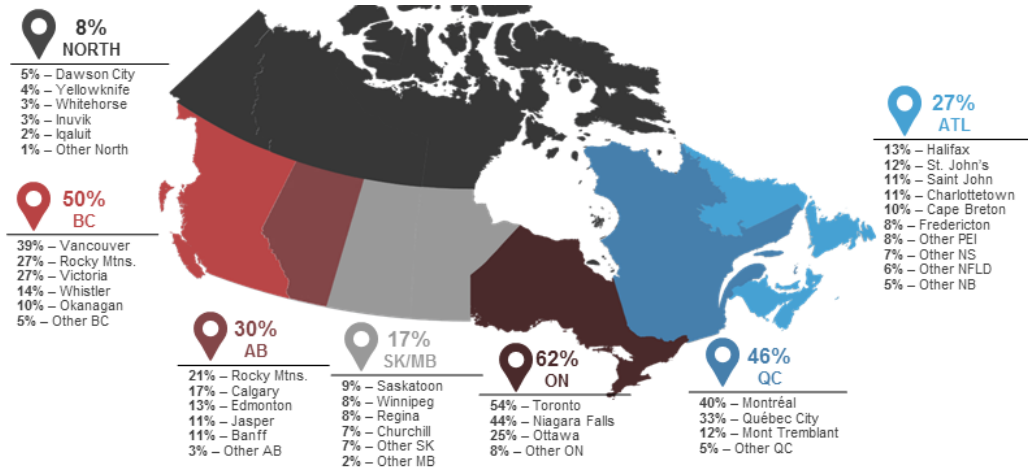 8%
NORTH
5% – Dawson City
4% – Yellowknife
3% – Whitehorse
3% – Inuvik
2% – Iqaluit
1% – Other North
50%
BC
39% – Vancouver
27% – Rocky Mtns.
27% – Victoria
14% – Whistler
10% – Okanagan
5% – Other BC
30%
AB
21% – Rocky Mtns.
17% – Calgary
13% – Edmonton
11% – Jasper
11% – Banff
3% – Other AB
17%
SK/MB
9% – Saskatoon
8% – Winnipeg
8% – Regina
7% – Churchill
7% – Other SK
2% – Other MB
62%
ON
54% – Toronto
44% – Niagara Falls
25% – Ottawa
8% – Other ON
46%
QC
40% – Montréal
33% – Québec City
12% – Mont Tremblant
5% – Other QC
27%
ATL
13% – Halifax
12% – St. John's
11% – Saint John
11% – Charlottetown
10% – Cape Breton
8% – Fredericton
8% – Other PEI
7% – Other NS
6% – Other NFLD
5% – Other NB